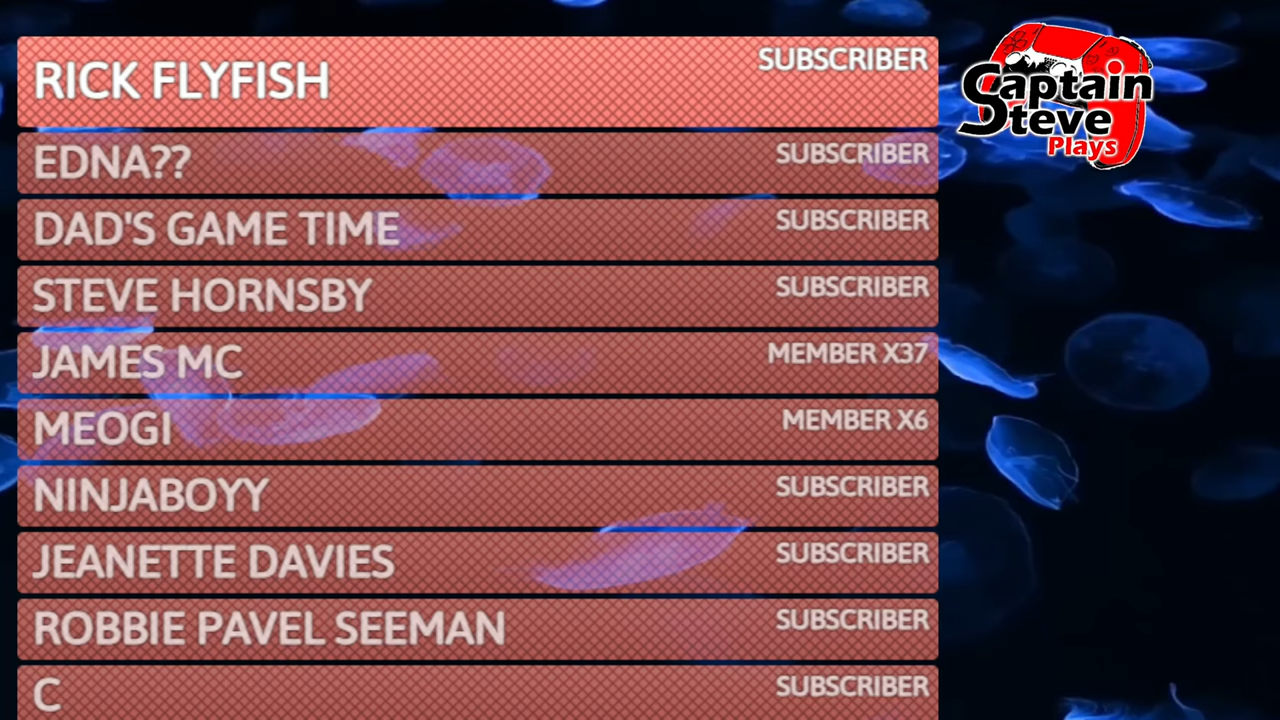 RICK FLYFISH SUBSCRIBER
EDNA?? SUBSCRIBER
DAD'S GAME TIME SUBSCRIBER
STEVE HORNSBY SUBSCRIBER
JAMES MC MEMBER X37
MEOGI MEMBER X6
NINJABOYY SUBSCRIBER
JEANETTE DAVIES SUBSCRIBER
ROBBIE PAVEL SEEMAN SUBSCRIBER
C SUBSCRIBER
Captain
Steve
Plays